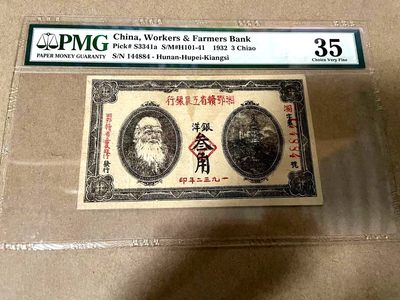 PMG
PAPER MONEY GUARANTY
China, Workers & Farmers Bank
Pick# S3341a S/M#H101-41 1932 3 Chiao
S/N 144884 - Hunan-Hupei-Kiangsi
35
Choice Very Fine
湘鄂贛省工農銀行
銀洋
叁角
一九三二年印